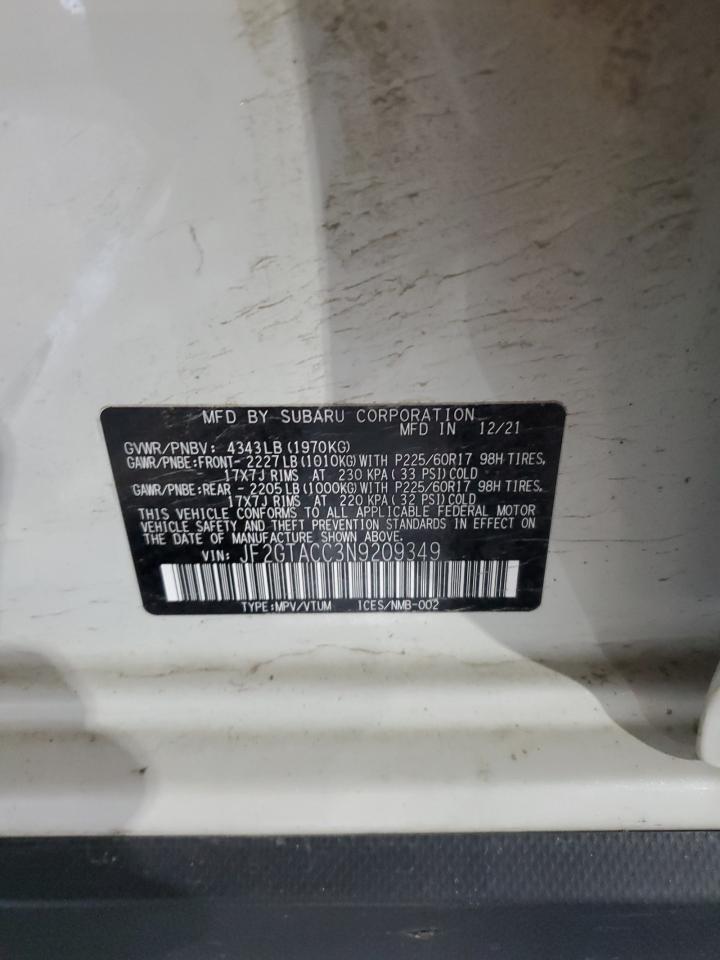 MFD BY SUBARU CORPORATION
MFD IN 12/21
GVWR/PNBV: 4343LB (1970KG)
GAWR/PNBE:FRONT- 2227LB (1010KG) WITH P225/60R17 98H TIRES,
17X7J RIMS AT 230 KPA (33 PSI) COLD
GAWR/PNBE:REAR - 2205LB (1000KG) WITH P225/60R17 98H TIRES,
17X7J RIMS AT 220 KPA (32 PSI) COLD
THIS VEHICLE CONFORMS TO ALL APPLICABLE FEDERAL MOTOR
VEHICLE SAFETY AND THEFT PREVENTION STANDARDS IN EFFECT ON
THE DATE OF MANUFACTURE SHOWN ABOVE.
VIN: JF2GTACC3N9209349
TYPE:MPV/VTUM ICES/NMB-002